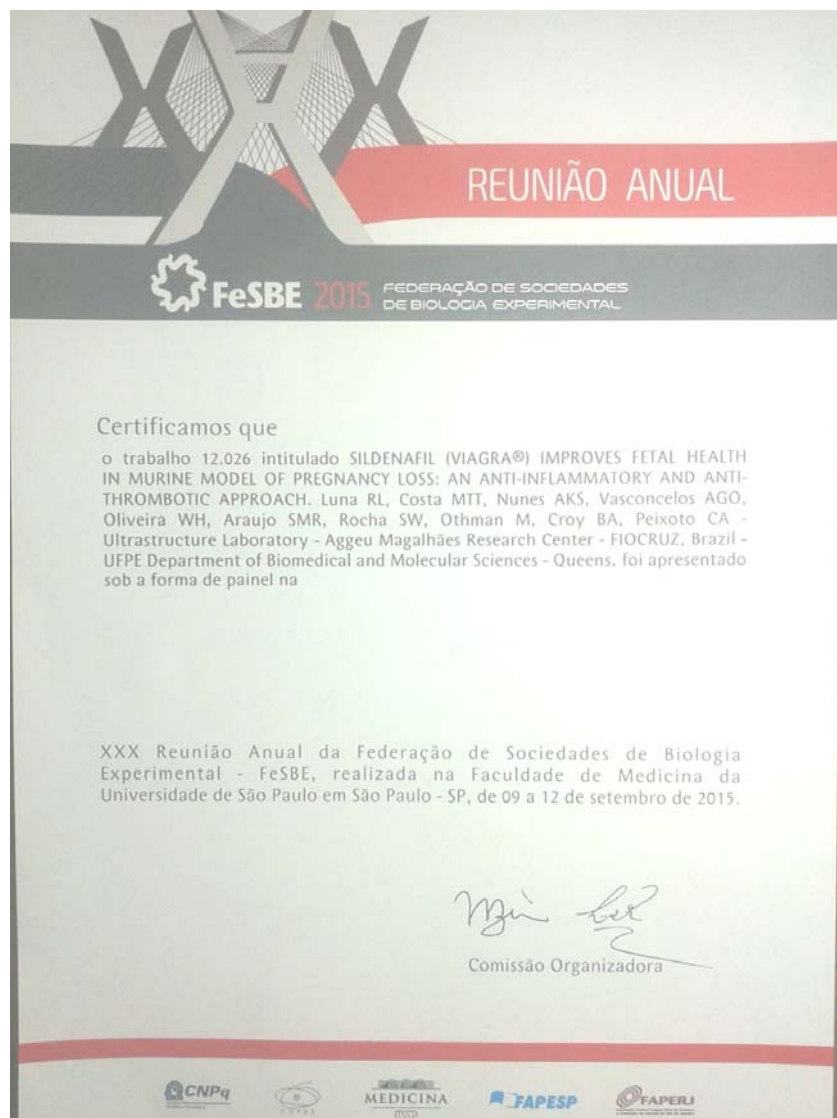 XXX
REUNIÃO ANUAL
FeSBE 2015 FEDERAÇÃO DE SOCIEDADES
DE BIOLOGIA EXPERIMENTAL
Certificamos que
o trabalho 12.026 intitulado SILDENAFIL (VIAGRA®) IMPROVES FETAL HEALTH
IN MURINE MODEL OF PREGNANCY LOSS: AN ANTI-INFLAMMATORY AND ANTI-
THROMBOTIC APPROACH. Luna RL, Costa MTT, Nunes AKS, Vasconcelos AGO,
Oliveira WH, Araujo SMR, Rocha SW, Othman M, Croy BA, Peixoto CA -
Ultrastructure Laboratory - Aggeu Magalhães Research Center - FIOCRUZ, Brazil -
UFPE Department of Biomedical and Molecular Sciences - Queens, foi apresentado
sob a forma de painel na
XXX Reunião Anual da Federação de Sociedades de Biologia
Experimental - FeSBE, realizada na Faculdade de Medicina da
Universidade de São Paulo em São Paulo - SP, de 09 a 12 de setembro de 2015.
Comissão Organizadora
CNPq
CAPES
MEDICINA
USP
FAPESP
FAPERJ